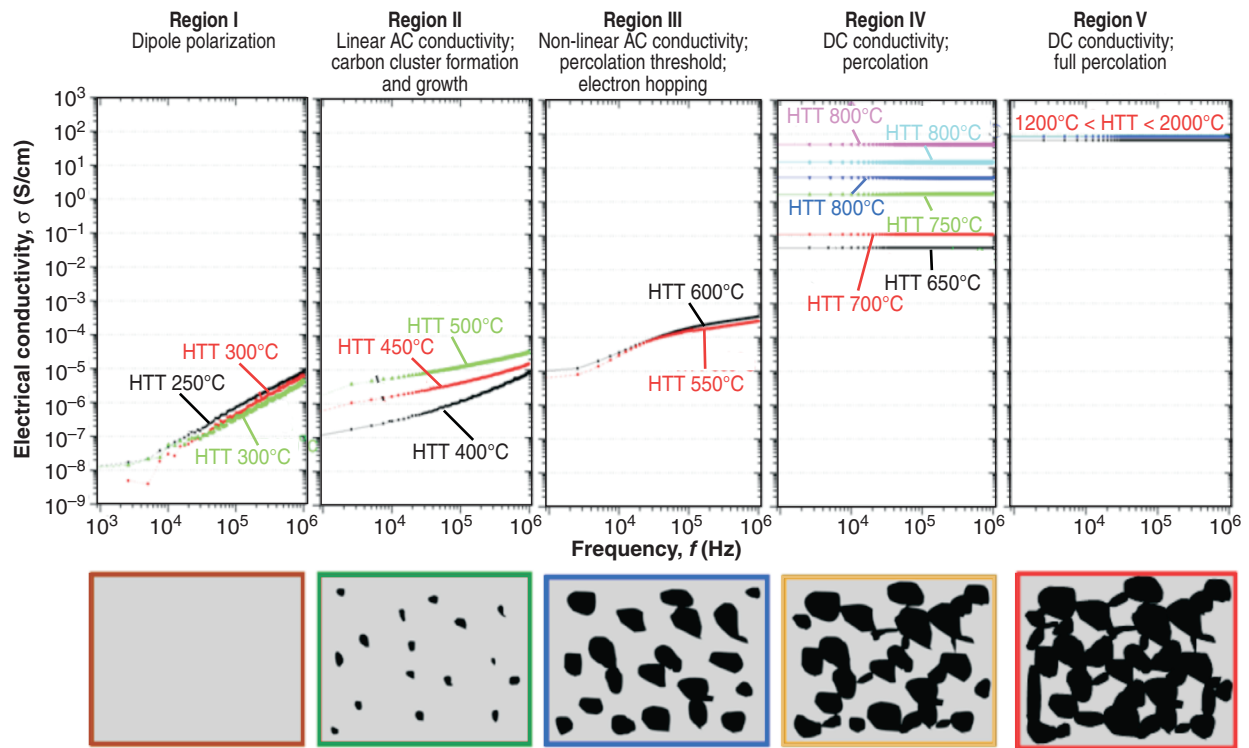 Region I
Dipole polarization
Region II
Linear AC conductivity;
carbon cluster formation
and growth
Region III
Non-linear AC conductivity;
percolation threshold;
electron hopping
Region IV
DC conductivity;
percolation
Region V
DC conductivity;
full percolation
Electrical conductivity, σ (S/cm)
10³
10²
10¹
10⁰
10⁻¹
10⁻²
10⁻³
10⁻⁴
10⁻⁵
10⁻⁶
10⁻⁷
10⁻⁸
10⁻⁹
HTT 300°C
HTT 250°C
HTT 300°C
HTT 500°C
HTT 450°C
HTT 400°C
HTT 600°C
HTT 550°C
HTT 800°C
HTT 800°C
HTT 800°C
HTT 750°C
HTT 650°C
HTT 700°C
1200°C < HTT < 2000°C
10³ 10⁴ 10⁵ 10⁶
10⁴ 10⁵ 10⁶
10⁴ 10⁵ 10⁶
10⁴ 10⁵ 10⁶
10⁴ 10⁵ 10⁶
Frequency, f (Hz)